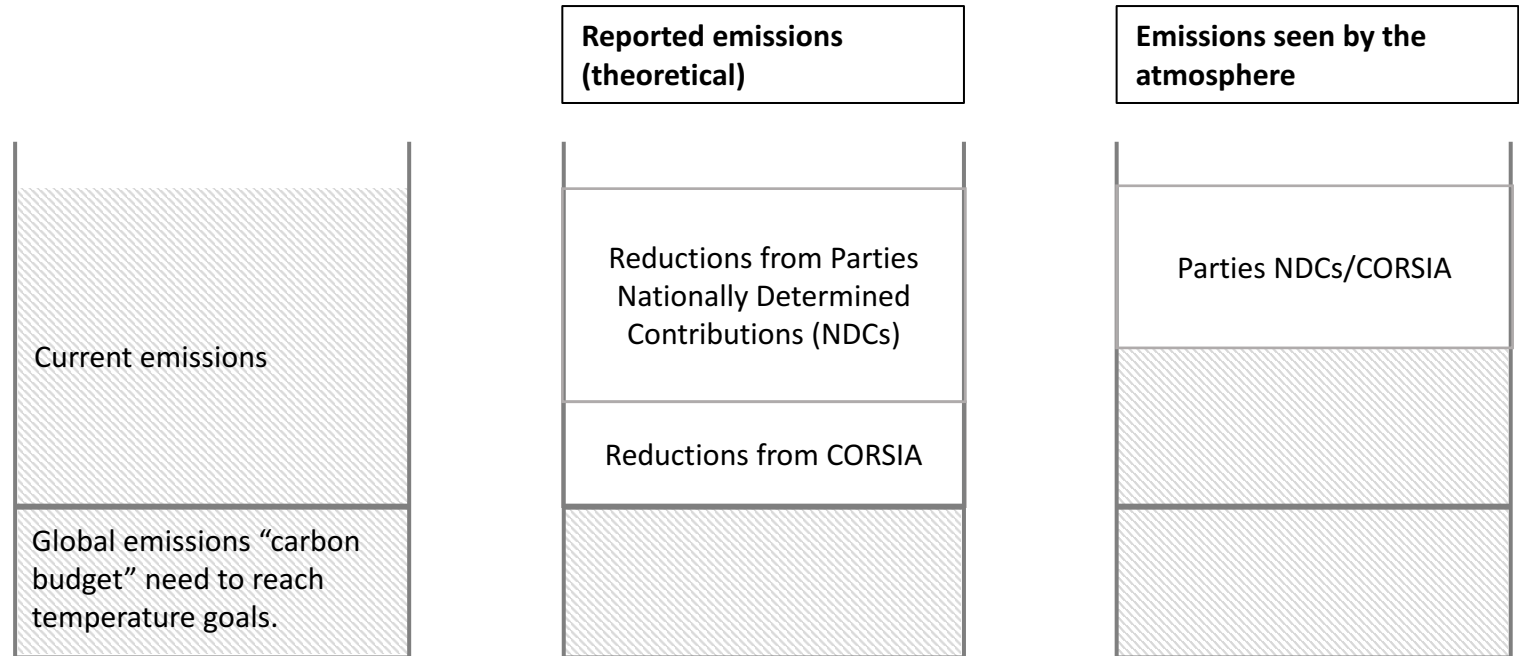 Reported emissions
(theoretical)
Emissions seen by the
atmosphere
Current emissions
Global emissions “carbon
budget” need to reach
temperature goals.
Reductions from Parties
Nationally Determined
Contributions (NDCs)
Reductions from CORSIA
Parties NDCs/CORSIA